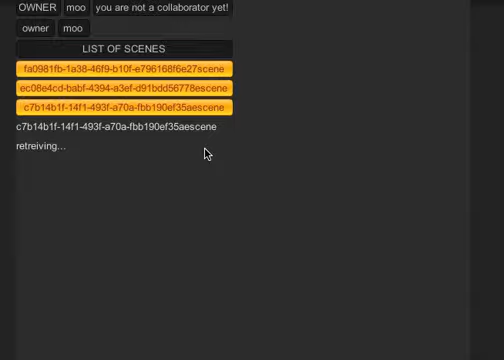 OWNER moo you are not a collaborator yet!
owner moo
LIST OF SCENES
fa0981fb-1a38-46f9-b10f-e796168f6e27scene
ec08e4cd-babf-4394-a3ef-d91bdd56778escene
c7b14b1f-14f1-493f-a70a-fbb190ef35aescene
c7b14b1f-14f1-493f-a70a-fbb190ef35aescene
retreiving...